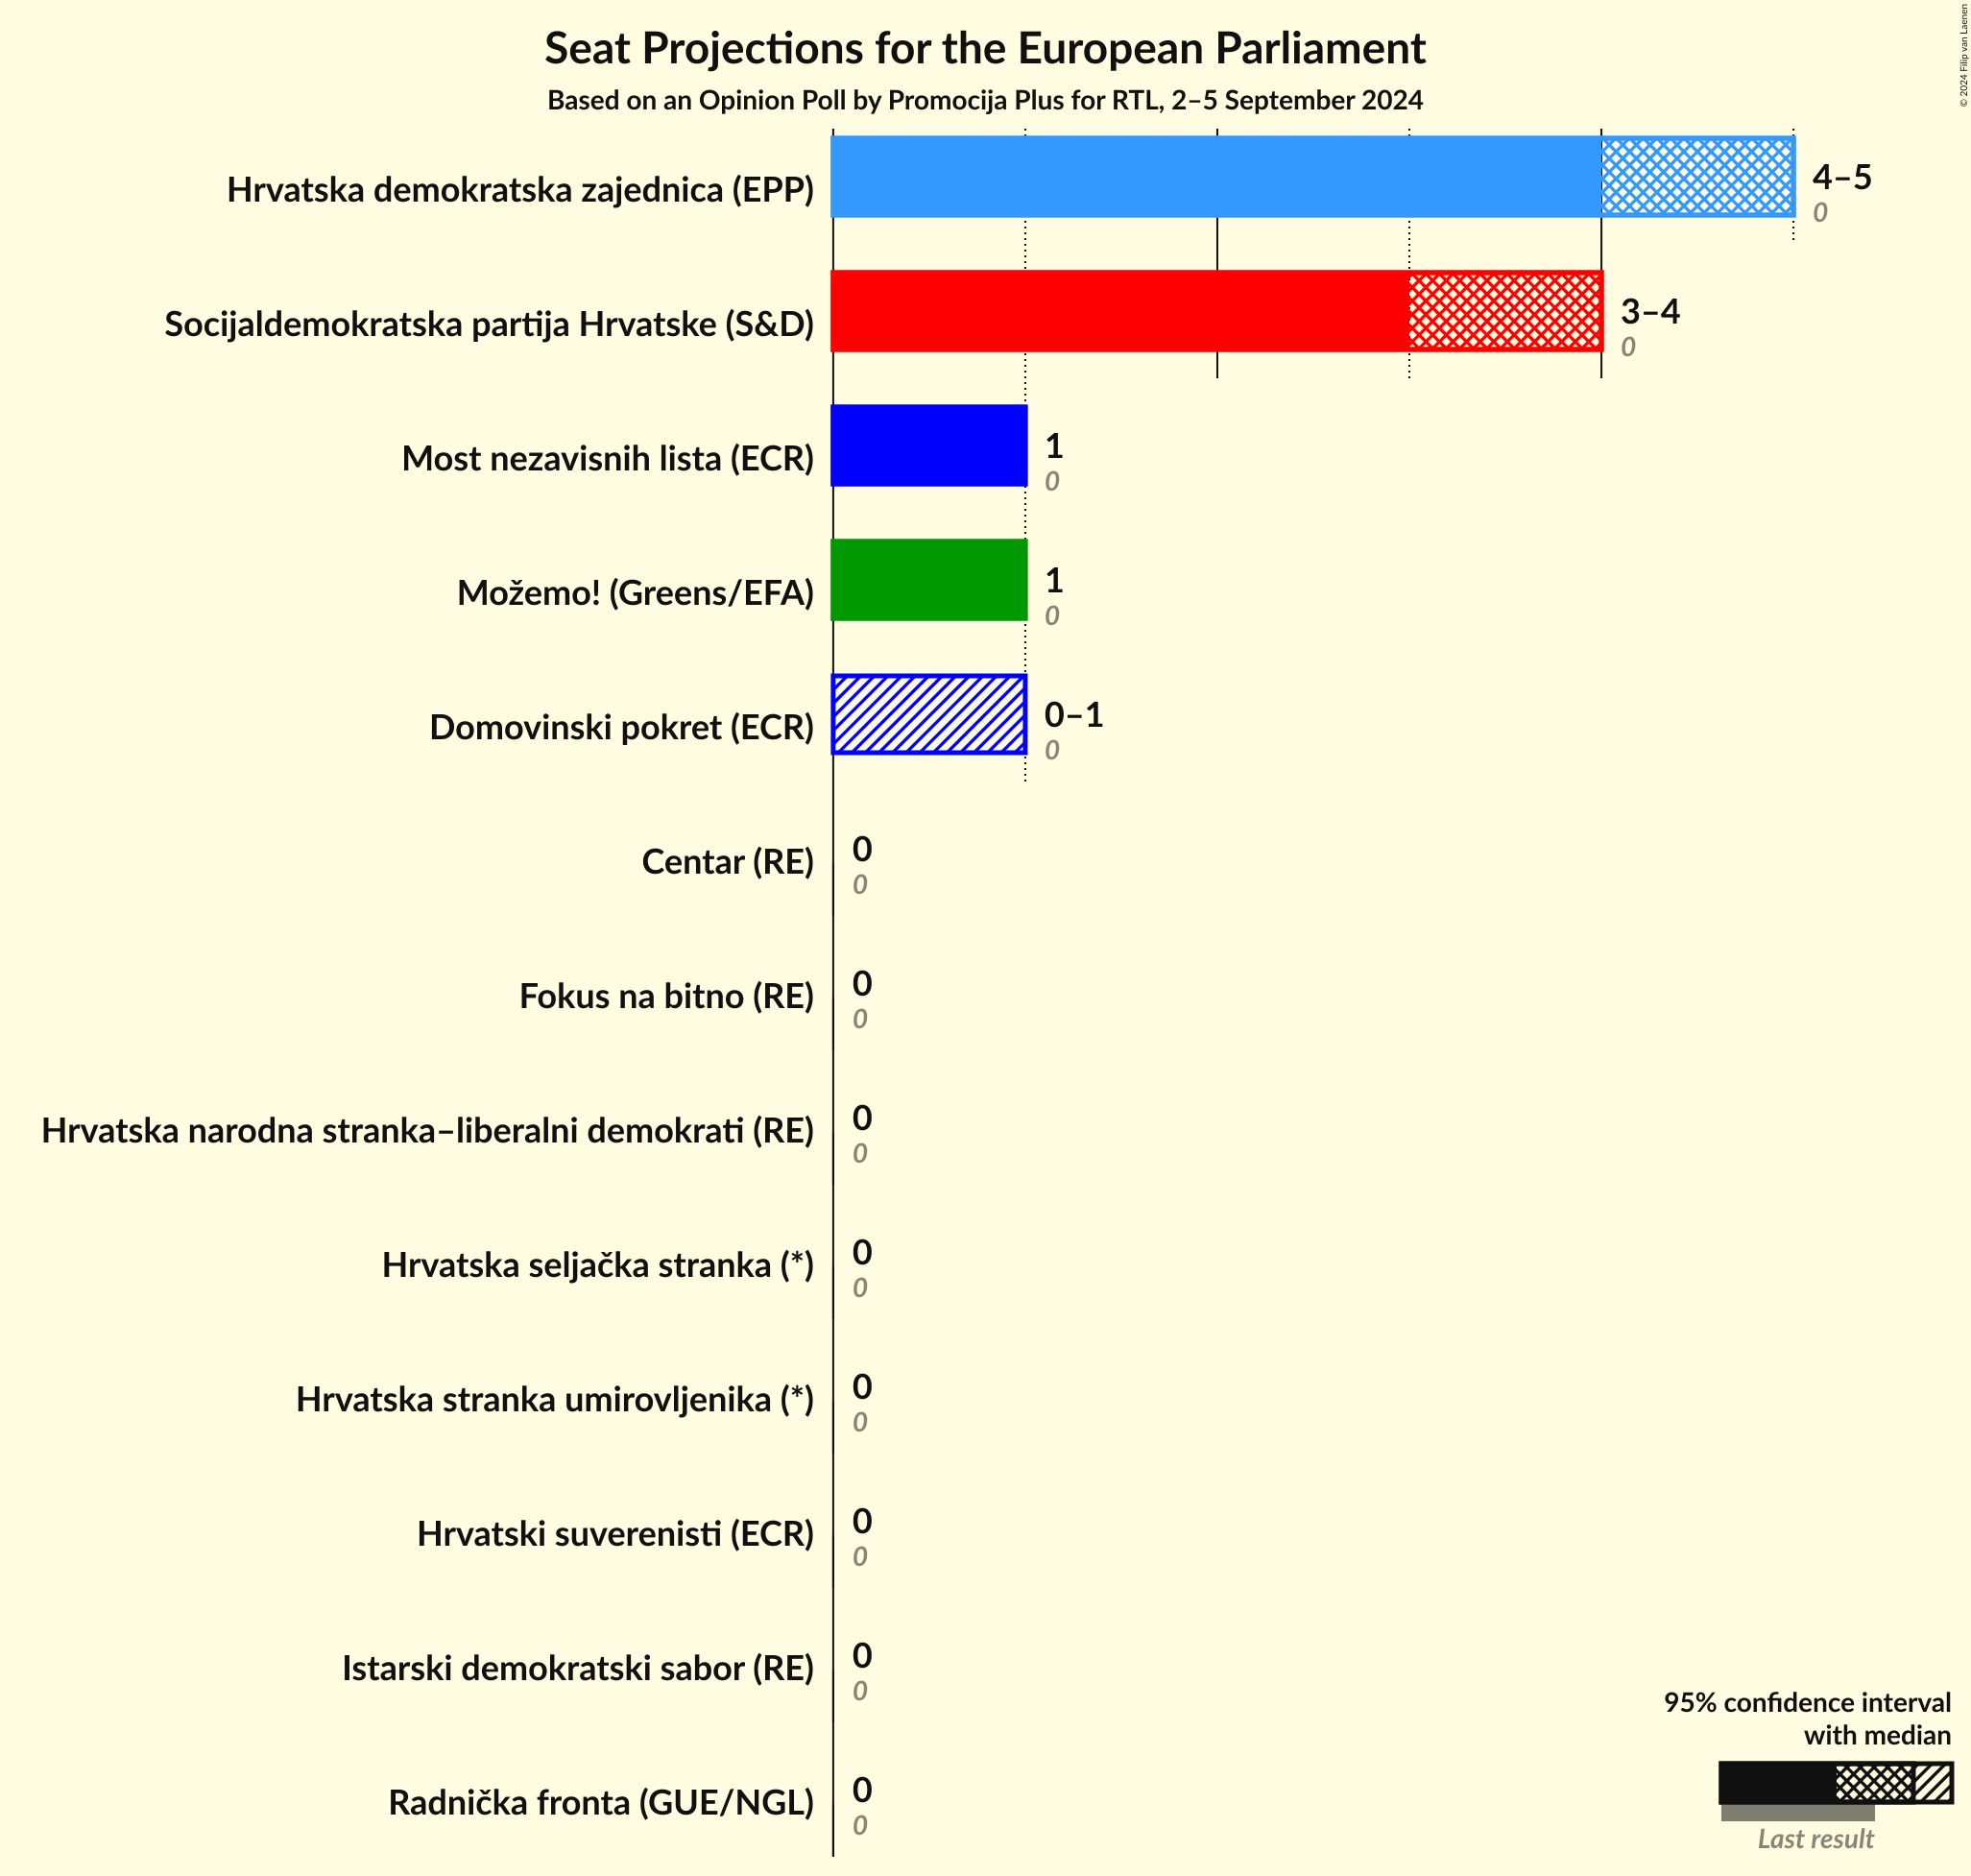 Seat Projections for the European Parliament
Based on an Opinion Poll by Promocija Plus for RTL, 2–5 September 2024
© 2024 Filip van Laenen
Hrvatska demokratska zajednica (EPP)
4–5
0
Socijaldemokratska partija Hrvatske (S&D)
3–4
0
Most nezavisnih lista (ECR)
1
0
Možemo! (Greens/EFA)
1
0
Domovinski pokret (ECR)
0–1
0
Centar (RE)
0
0
Fokus na bitno (RE)
0
0
Hrvatska narodna stranka–liberalni demokrati (RE)
0
0
Hrvatska seljačka stranka (*)
0
0
Hrvatska stranka umirovljenika (*)
0
0
Hrvatski suverenisti (ECR)
0
0
Istarski demokratski sabor (RE)
0
0
Radnička fronta (GUE/NGL)
0
0
95% confidence interval
with median
Last result